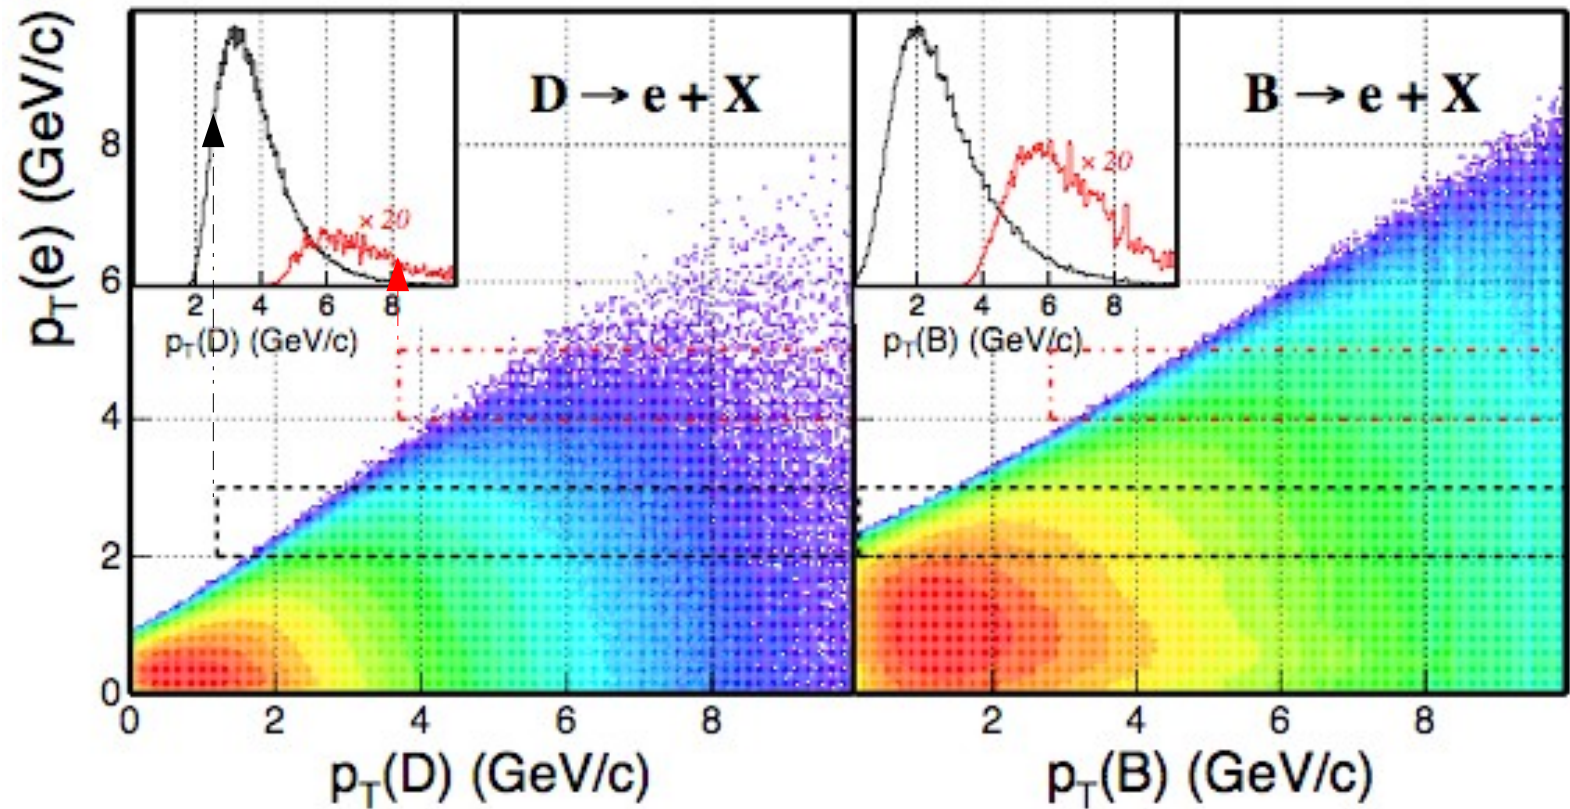 p_T(e) (GeV/c)
8
6
4
2
0
D → e + X
× 20
2 4 6 8
p_T(D) (GeV/c)
0 2 4 6 8
p_T(D) (GeV/c)
B → e + X
× 20
2 4 6 8
p_T(B) (GeV/c)
2 4 6 8
p_T(B) (GeV/c)